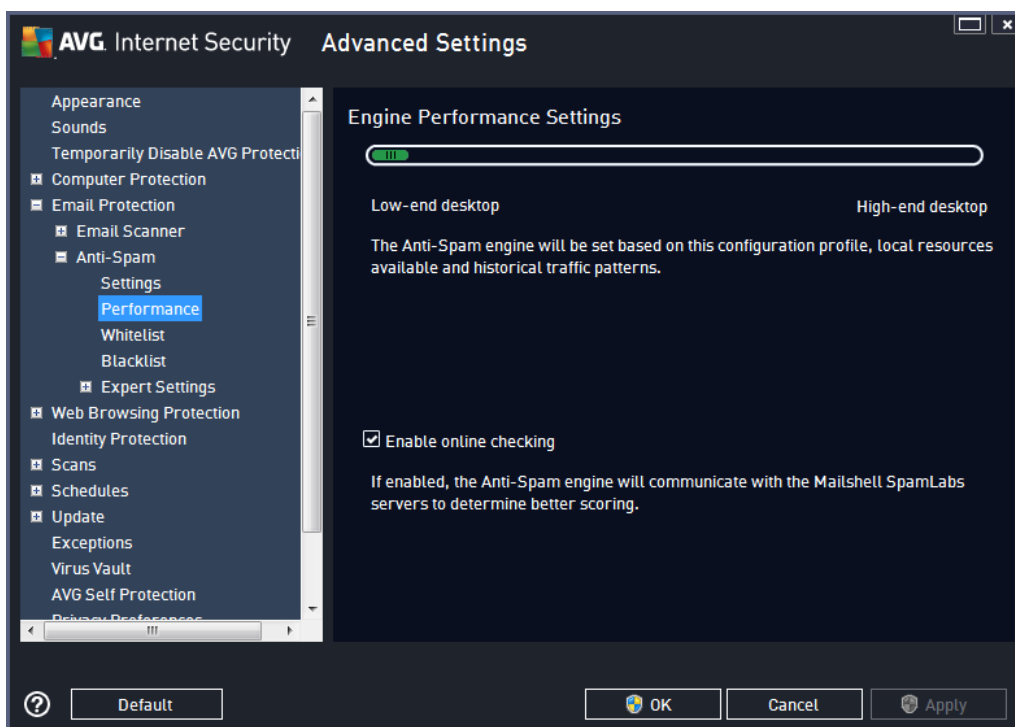 AVG. Internet Security Advanced Settings
Appearance
Sounds
Temporarily Disable AVG Protecti
Computer Protection
Email Protection
Email Scanner
Anti-Spam
Settings
Performance
Whitelist
Blacklist
Expert Settings
Web Browsing Protection
Identity Protection
Scans
Schedules
Update
Exceptions
Virus Vault
AVG Self Protection
Privacy Preferences
Engine Performance Settings
Low-end desktop
High-end desktop
The Anti-Spam engine will be set based on this configuration profile, local resources
available and historical traffic patterns.
Enable online checking
If enabled, the Anti-Spam engine will communicate with the Mailshell SpamLabs
servers to determine better scoring.
Default
OK
Cancel
Apply